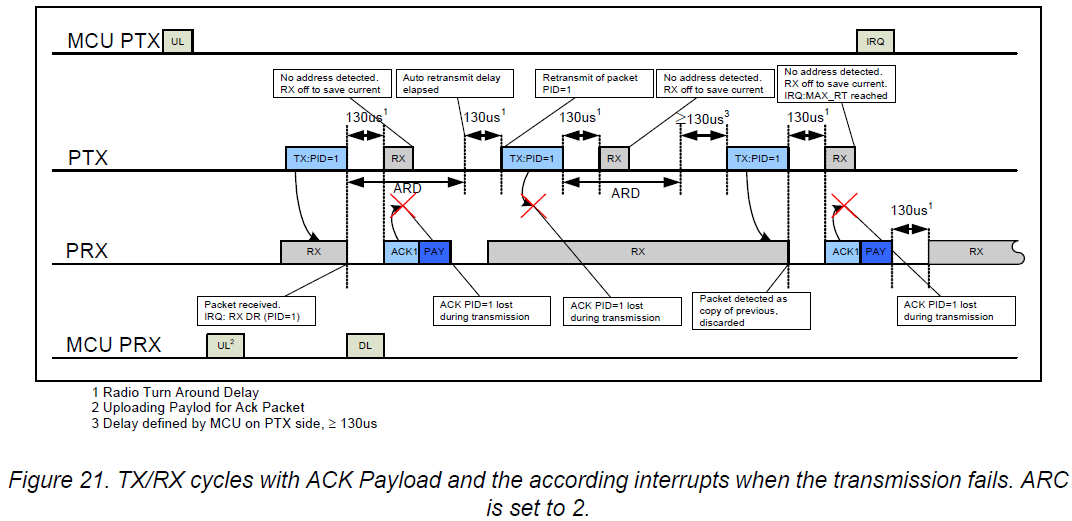 MCU PTX
UL
IRQ
No address detected.
RX off to save current
Auto retransmit delay
elapsed
Retransmit of packet
PID=1
No address detected.
RX off to save current
No address detected.
RX off to save current.
IRQ:MAX_RT reached
130us1
130us1
130us1
≥130us3
130us1
PTX
TX:PID=1
RX
TX:PID=1
RX
TX:PID=1
RX
ARD
ARD
130us1
PRX
RX
ACK1
PAY
RX
ACK1
PAY
RX
Packet received.
IRQ: RX DR (PID=1)
ACK PID=1 lost
during transmission
ACK PID=1 lost
during transmission
Packet detected as
copy of previous,
discarded
ACK PID=1 lost
during transmission
MCU PRX
UL2
DL
1 Radio Turn Around Delay
2 Uploading Paylod for Ack Packet
3 Delay defined by MCU on PTX side, ≥ 130us
Figure 21. TX/RX cycles with ACK Payload and the according interrupts when the transmission fails. ARC
is set to 2.